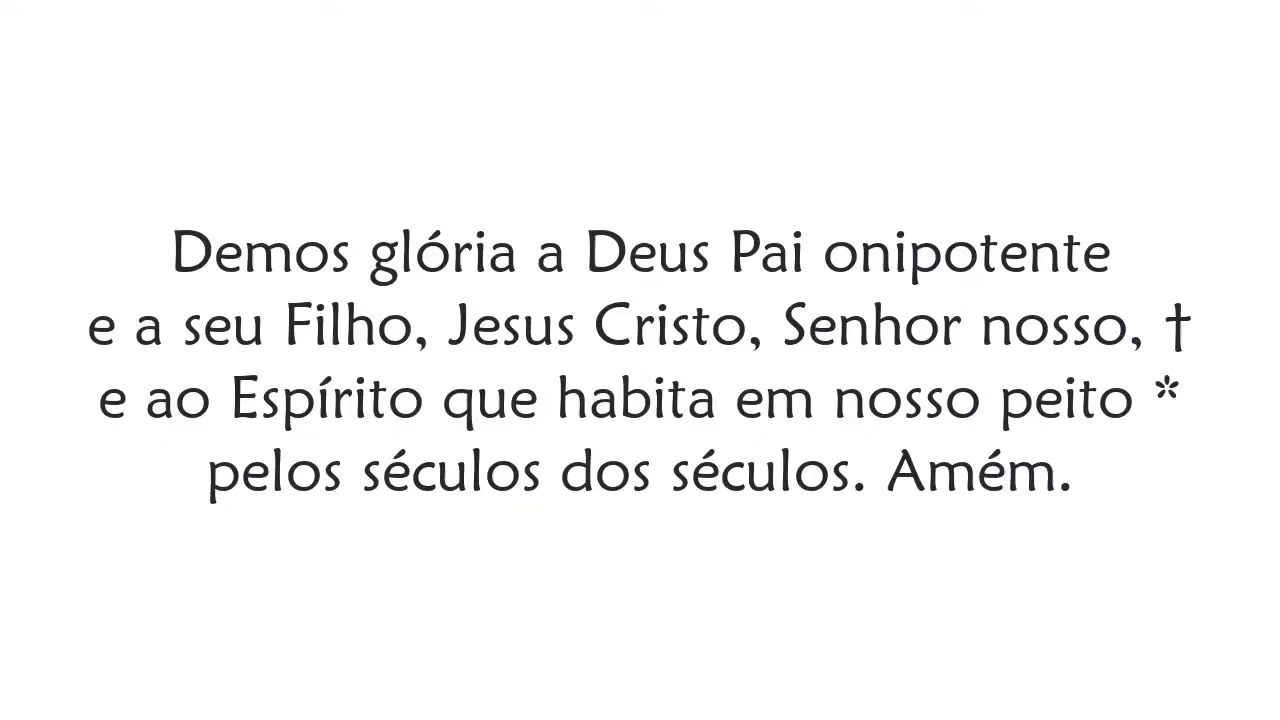 Demos glória a Deus Pai onipotente
e a seu Filho, Jesus Cristo, Senhor nosso, †
e ao Espírito que habita em nosso peito *
pelos séculos dos séculos. Amém.